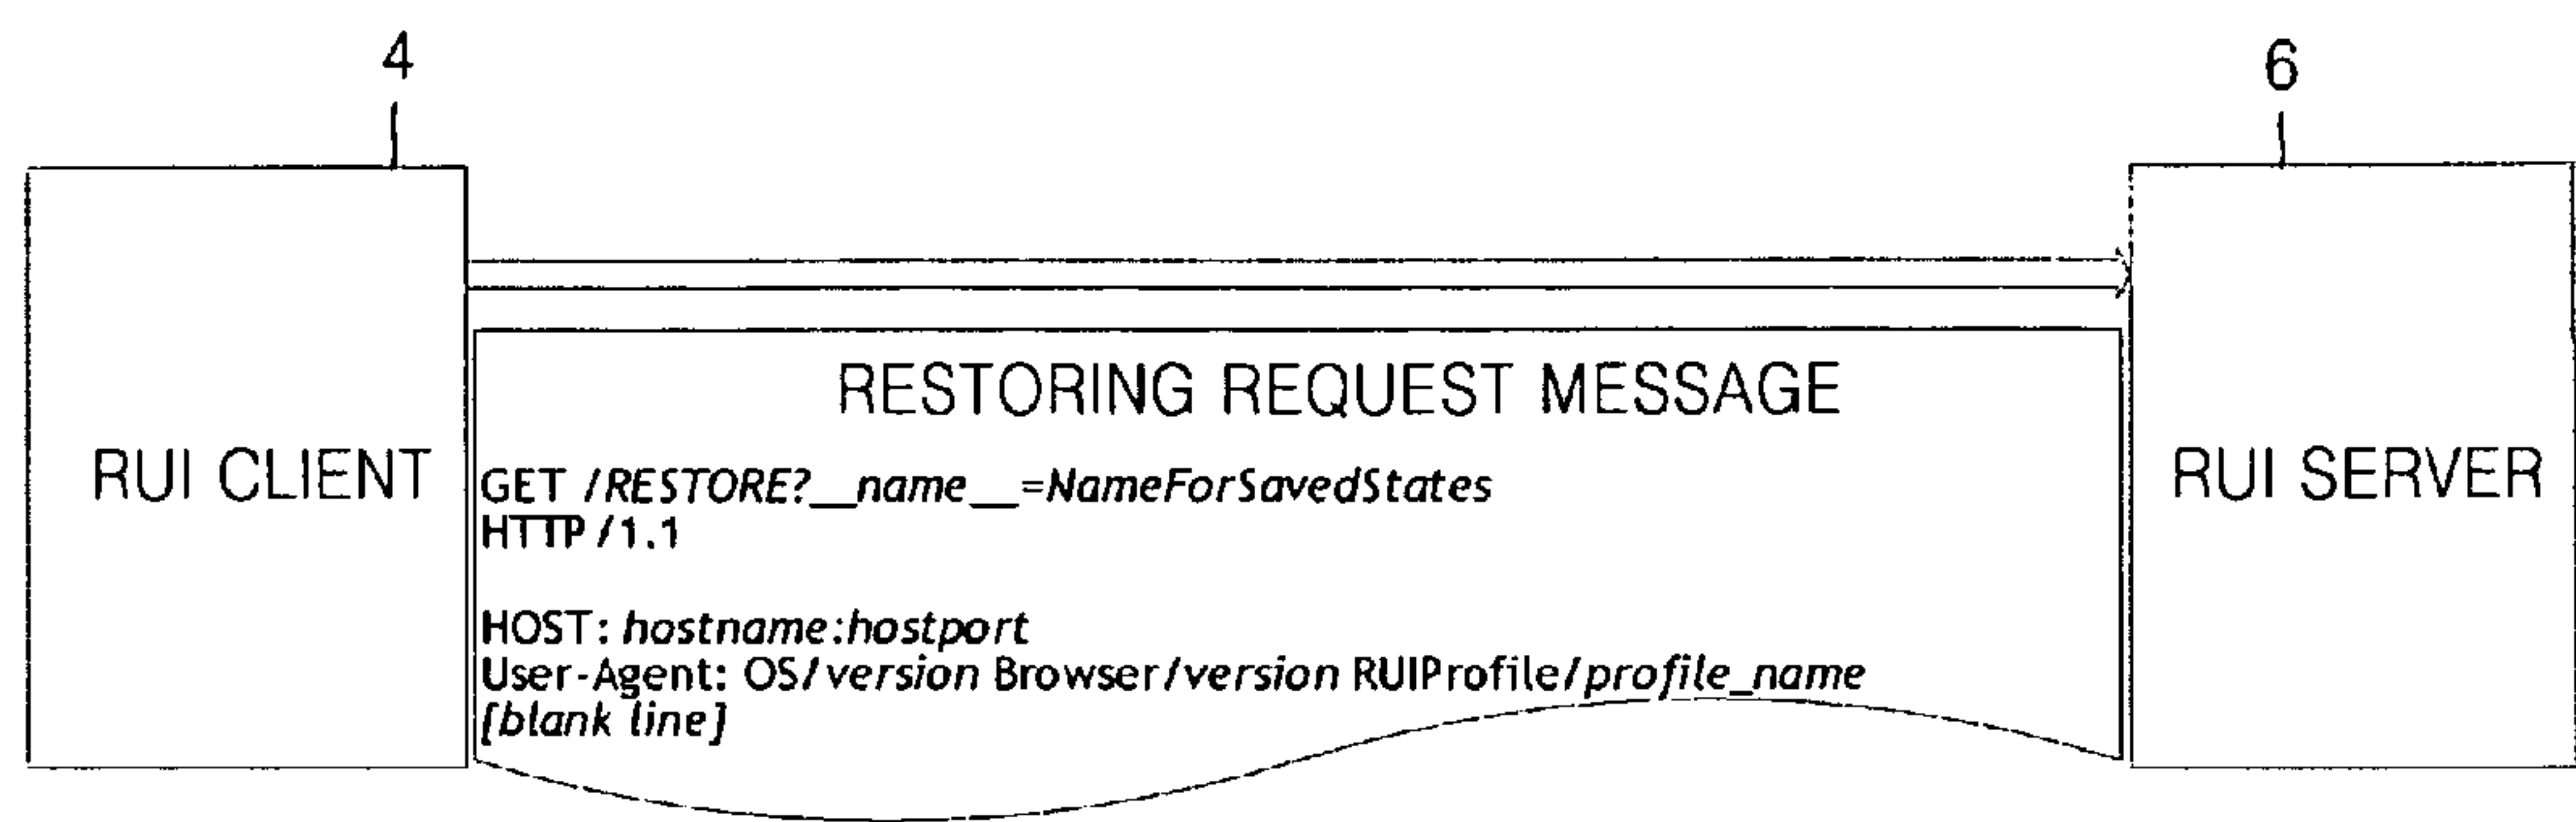 4
6
RESTORING REQUEST MESSAGE
RUI CLIENT
GET /RESTORE?__name__=NameForSavedStates
HTTP/1.1
RUI SERVER
HOST: hostname:hostport
User-Agent: OS/version Browser/version RUIProfile/profile_name
[blank line]